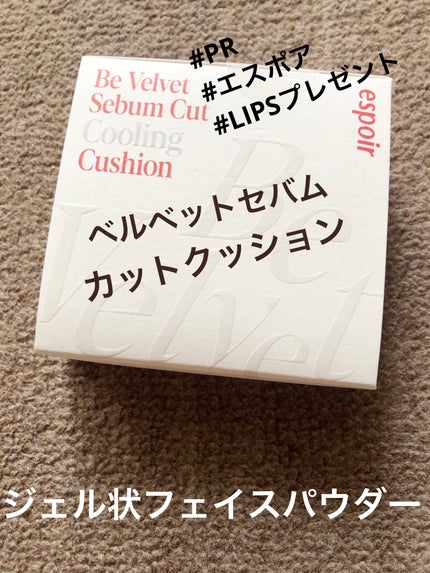 #PR
#エスポア
#LIPSプレゼント
Be Velvet
Sebum Cut
Cooling
Cushion
espoir
Be
Velvet
ベルベットセバム
カットクッション
ジェル状フェイスパウダー